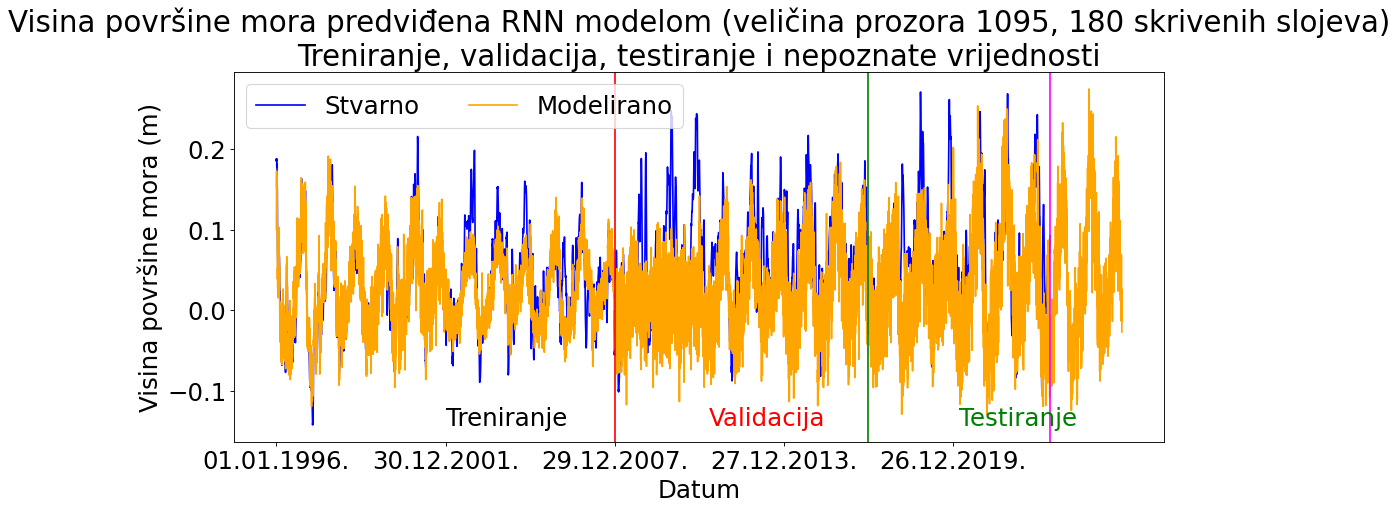 Visina površine mora predviđena RNN modelom (veličina prozora 1095, 180 skrivenih slojeva)
Treniranje, validacija, testiranje i nepoznate vrijednosti
Stvarno Modelirano
Visina površine mora (m)
0.2
0.1
0.0
−0.1
Treniranje Validacija Testiranje
01.01.1996. 30.12.2001. 29.12.2007. 27.12.2013. 26.12.2019.
Datum